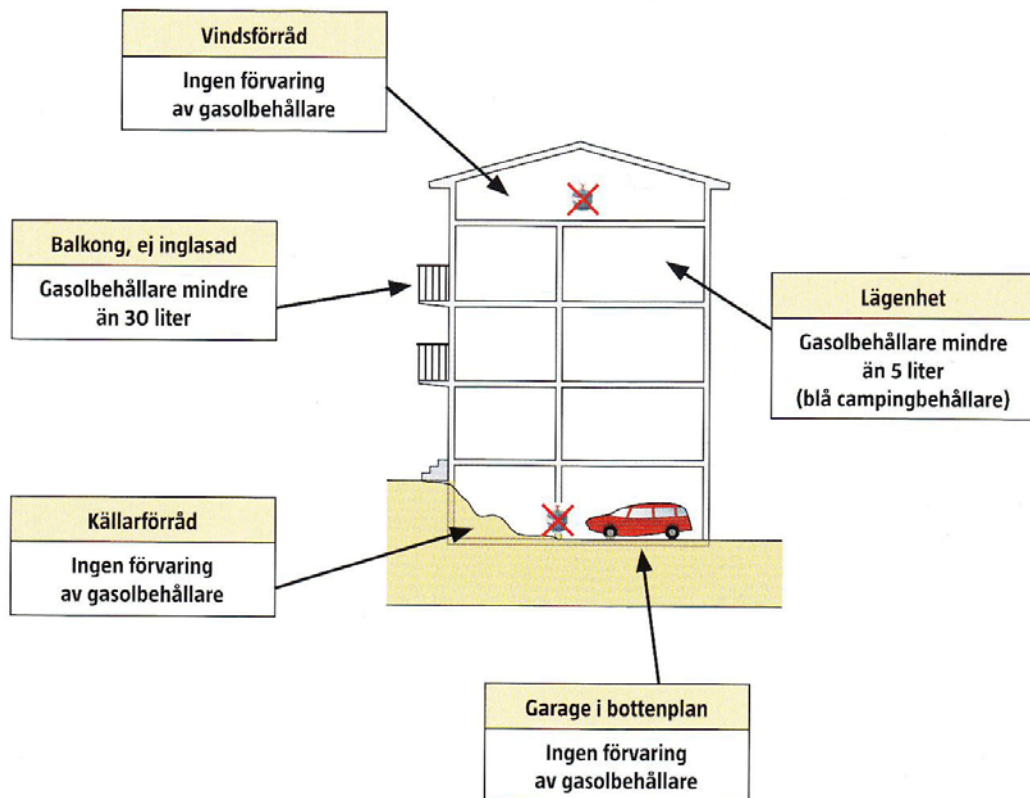 Vindsförråd
Ingen förvaring
av gasolbehållare
Balkong, ej inglasad
Gasolbehållare mindre
än 30 liter
Lägenhet
Gasolbehållare mindre
än 5 liter
(blå campingbehållare)
Källarförråd
Ingen förvaring
av gasolbehållare
Garage i bottenplan
Ingen förvaring
av gasolbehållare